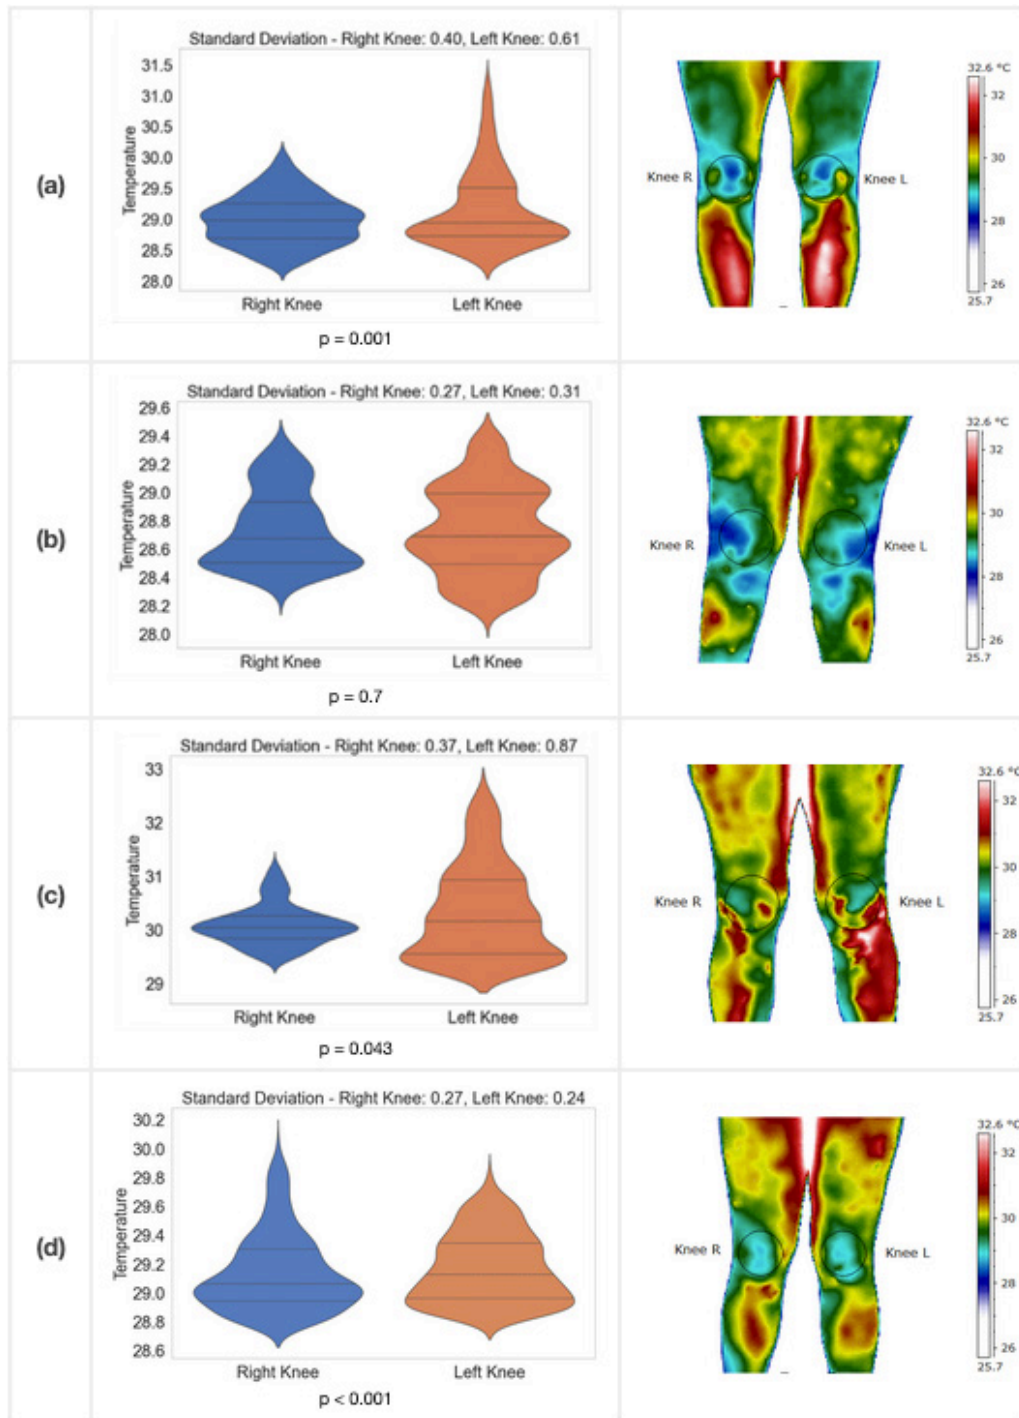 (a)
Standard Deviation - Right Knee: 0.40, Left Knee: 0.61
Temperature
31.5
31.0
30.5
30.0
29.5
29.0
28.5
28.0
Right Knee Left Knee
p = 0.001
32.6 °C
32
30
28
26
25.7
Knee R
Knee L
(b)
Standard Deviation - Right Knee: 0.27, Left Knee: 0.31
Temperature
29.6
29.4
29.2
29.0
28.8
28.6
28.4
28.2
28.0
Right Knee Left Knee
p = 0.7
32.6 °C
32
30
28
26
25.7
Knee R
Knee L
(c)
Standard Deviation - Right Knee: 0.37, Left Knee: 0.87
Temperature
33
32
31
30
29
Right Knee Left Knee
p = 0.043
32.6 °C
32
30
28
26
25.7
Knee R
Knee L
(d)
Standard Deviation - Right Knee: 0.27, Left Knee: 0.24
Temperature
30.2
30.0
29.8
29.6
29.4
29.2
29.0
28.8
28.6
Right Knee Left Knee
p < 0.001
32.6 °C
32
30
28
26
25.7
Knee R
Knee L